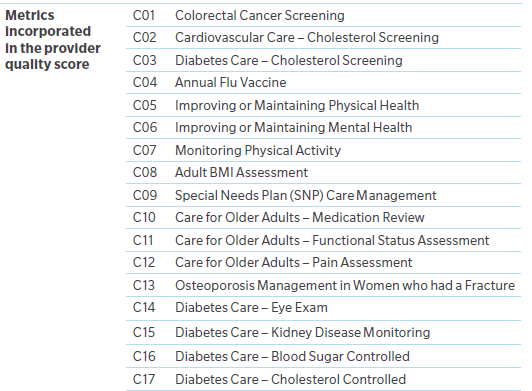 Metrics
incorporated
in the provider
quality score
C01 Colorectal Cancer Screening
C02 Cardiovascular Care – Cholesterol Screening
C03 Diabetes Care – Cholesterol Screening
C04 Annual Flu Vaccine
C05 Improving or Maintaining Physical Health
C06 Improving or Maintaining Mental Health
C07 Monitoring Physical Activity
C08 Adult BMI Assessment
C09 Special Needs Plan (SNP) Care Management
C10 Care for Older Adults – Medication Review
C11 Care for Older Adults – Functional Status Assessment
C12 Care for Older Adults – Pain Assessment
C13 Osteoporosis Management in Women who had a Fracture
C14 Diabetes Care – Eye Exam
C15 Diabetes Care – Kidney Disease Monitoring
C16 Diabetes Care – Blood Sugar Controlled
C17 Diabetes Care – Cholesterol Controlled